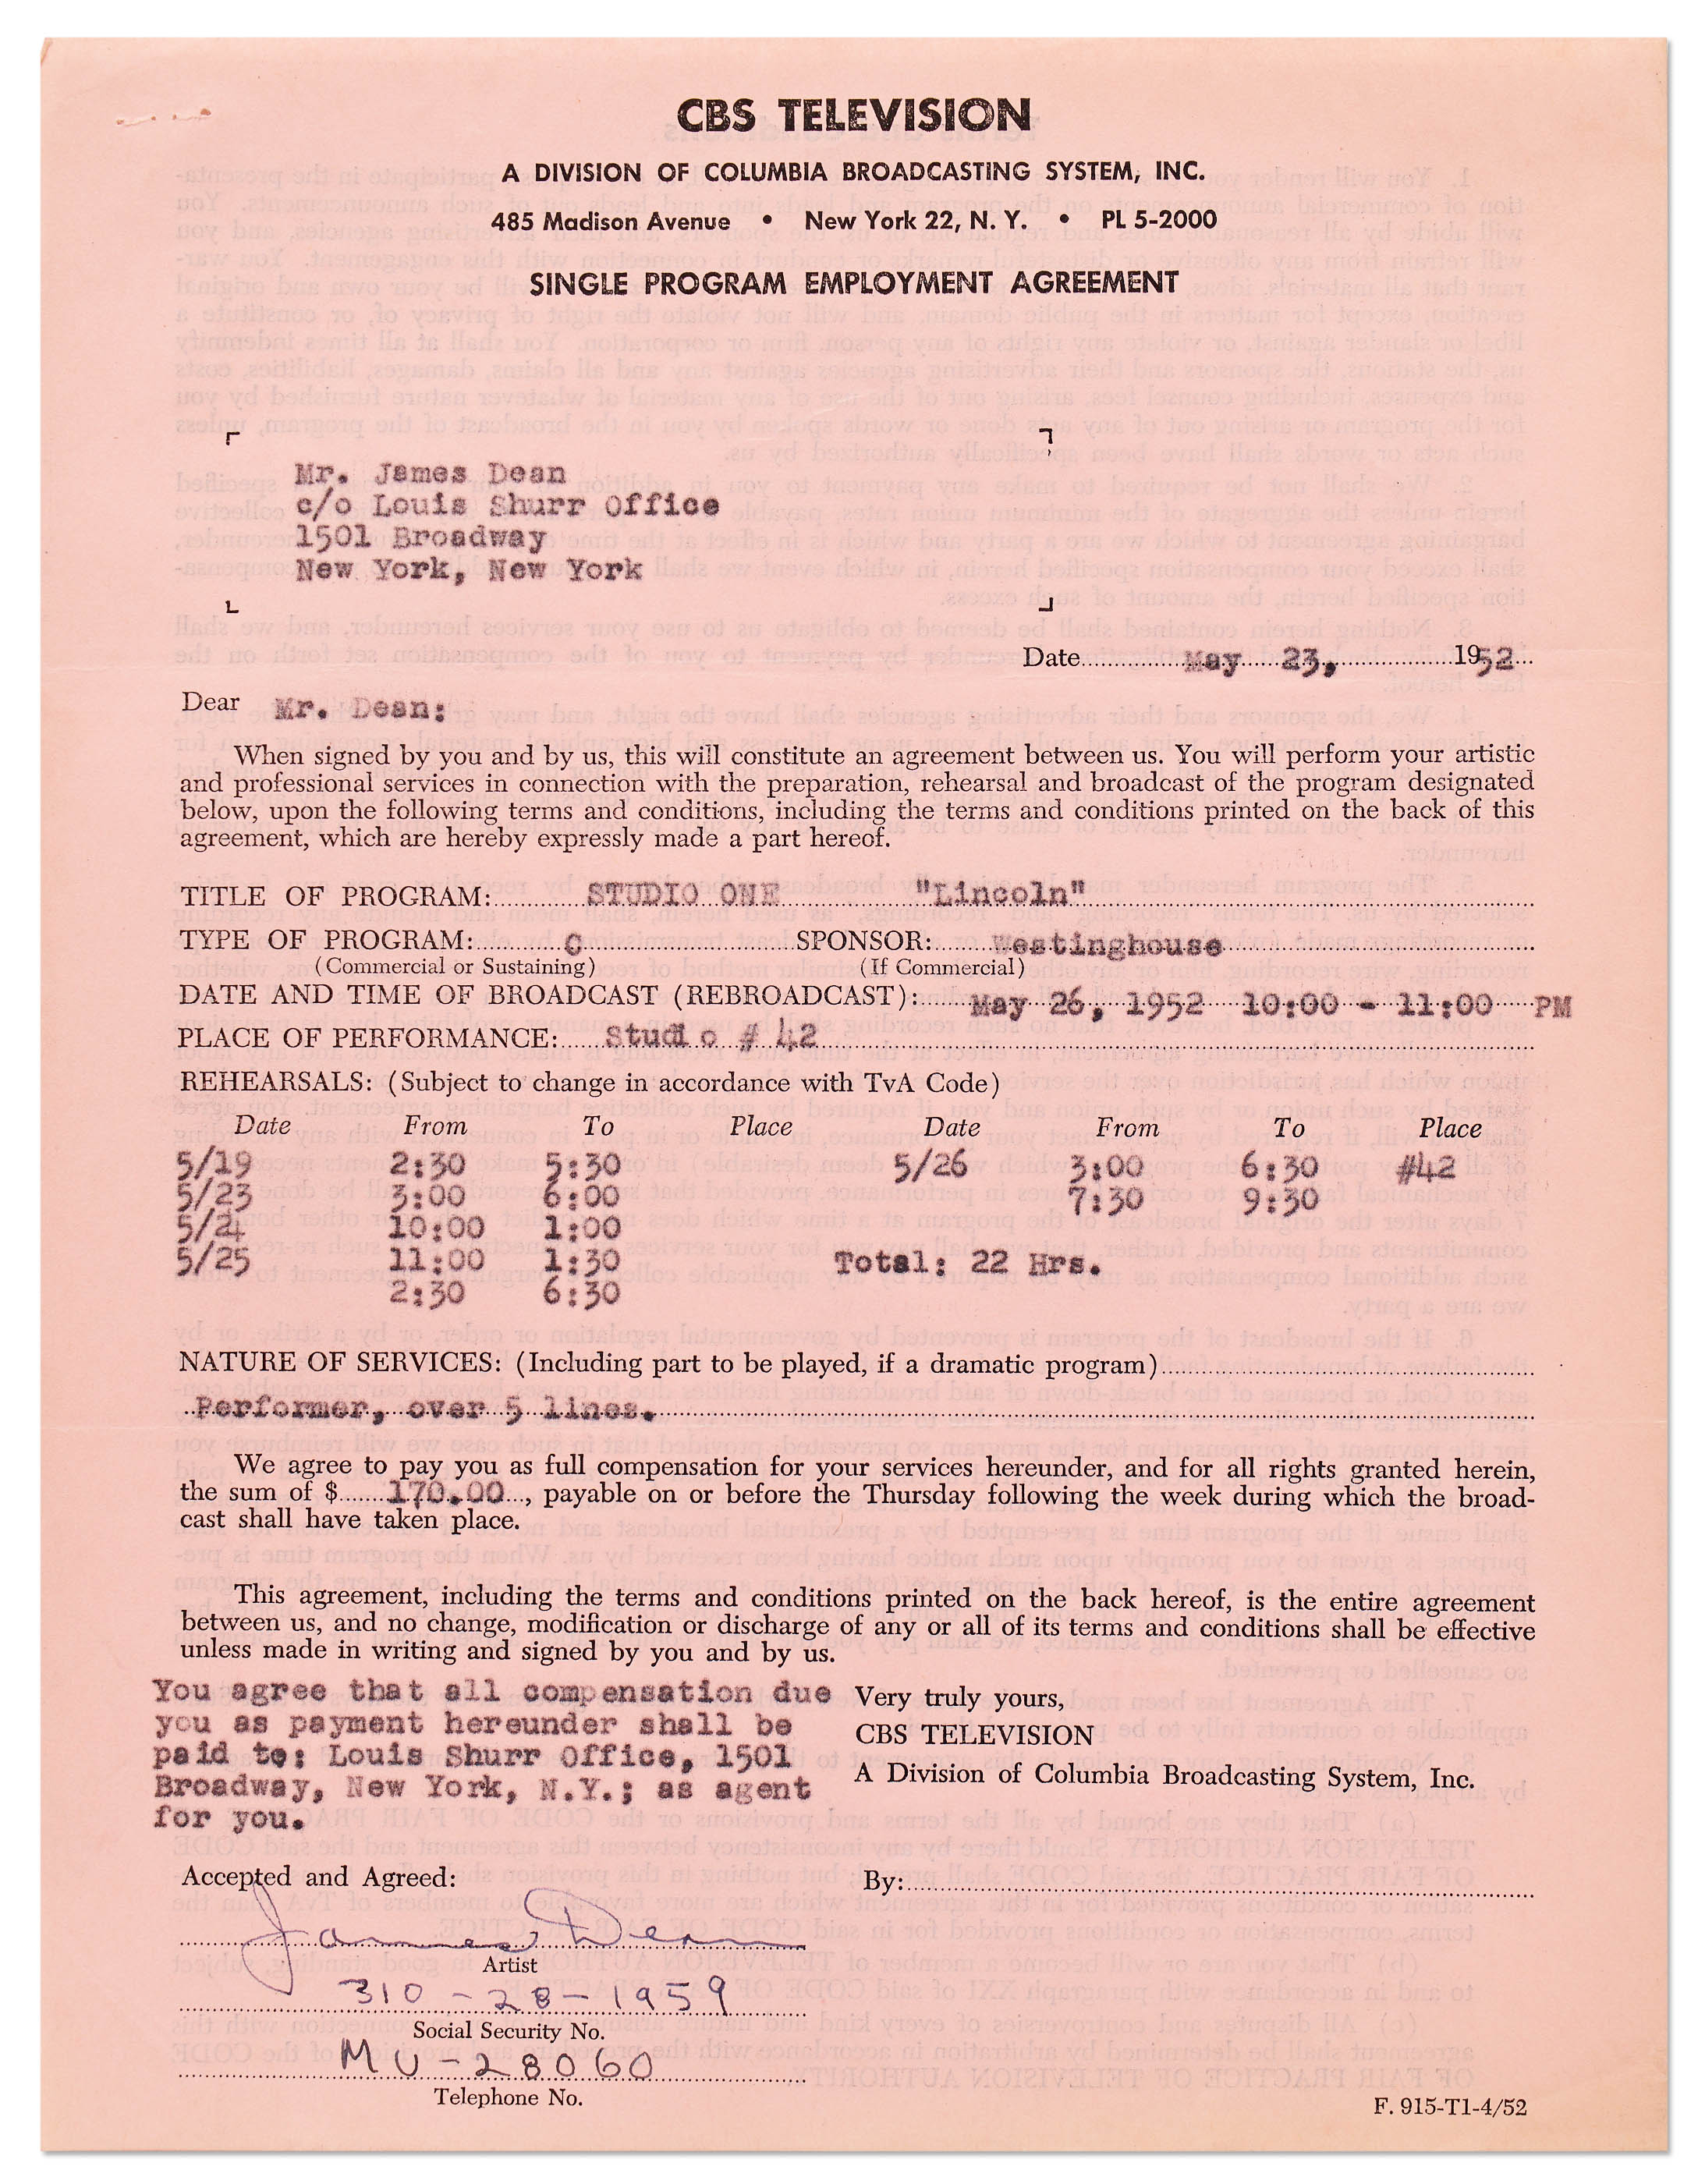 CBS TELEVISION
A DIVISION OF COLUMBIA BROADCASTING SYSTEM, INC.
485 Madison Avenue • New York 22, N. Y. • PL 5-2000
SINGLE PROGRAM EMPLOYMENT AGREEMENT
Mr. James Dean
c/o Louis Shurr Office
1501 Broadway
New York, New York
Date May 23, 1952
Dear Mr. Dean:
When signed by you and by us, this will constitute an agreement between us. You will perform your artistic
and professional services in connection with the preparation, rehearsal and broadcast of the program designated
below, upon the following terms and conditions, including the terms and conditions printed on the back of this
agreement, which are hereby expressly made a part hereof.
TITLE OF PROGRAM: STUDIO ONE "Lincoln"
TYPE OF PROGRAM: C SPONSOR: Westinghouse
(Commercial or Sustaining) (If Commercial)
DATE AND TIME OF BROADCAST (REBROADCAST): May 26, 1952 10:00 - 11:00 PM
PLACE OF PERFORMANCE: Studio # 42
REHEARSALS: (Subject to change in accordance with TvA Code)
Date From To Place Date From To Place
5/19 2:30 5:30 5/26 3:00 6:30 #42
5/23 3:00 6:00 7:30 9:30
5/24 10:00 1:00
5/25 11:00 1:30 Total: 22 Hrs.
2:30 6:30
NATURE OF SERVICES: (Including part to be played, if a dramatic program)
Performer, over 5 lines.
We agree to pay you as full compensation for your services hereunder, and for all rights granted herein,
the sum of $ 170.00, payable on or before the Thursday following the week during which the broad-
cast shall have taken place.
This agreement, including the terms and conditions printed on the back hereof, is the entire agreement
between us, and no change, modification or discharge of any or all of its terms and conditions shall be effective
unless made in writing and signed by you and by us.
You agree that all compensation due
you as payment hereunder shall be
paid to: Louis Shurr Office, 1501
Broadway, New York, N.Y.; as agent
for you.
Very truly yours,
CBS TELEVISION
A Division of Columbia Broadcasting System, Inc.
Accepted and Agreed:
By:
James Dean
Artist
310-28-1959
Social Security No.
MU-28060
Telephone No.
F. 915-T1-4/52